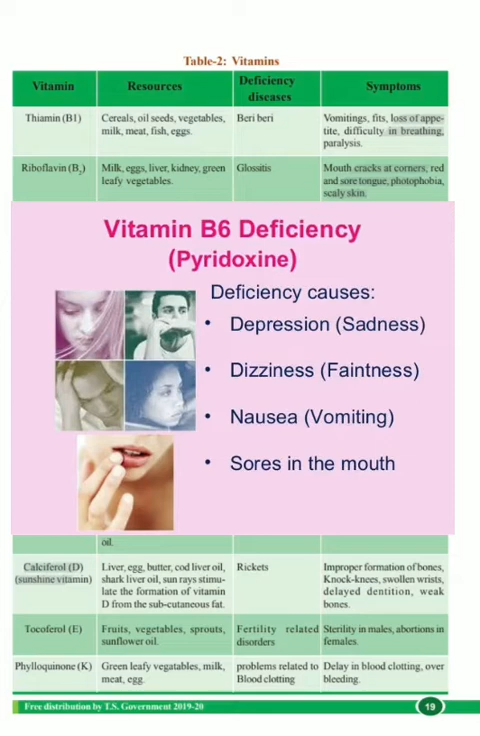 Table-2: Vitamins
Vitamin Resources Deficiency diseases Symptoms
Thiamin (B1) Cereals, oil seeds, vegetables, Beri beri Vomitings, fits, loss of appe-
milk, meat, fish, eggs. tite, difficulty in breathing,
paralysis.
Riboflavin (B2) Milk, eggs, liver, kidney, green Glossitis Mouth cracks at corners, red
leafy vegetables. and sore tongue, photophobia,
scaly skin.
Vitamin B6 Deficiency
(Pyridoxine)
Deficiency causes:
• Depression (Sadness)
• Dizziness (Faintness)
• Nausea (Vomiting)
• Sores in the mouth
oil.
Calciferol (D) Liver, egg, butter, cod liver oil, Rickets Improper formation of bones,
(sunshine vitamin) shark liver oil, sun rays stimu- Knock-knees, swollen wrists,
late the formation of vitamin delayed dentition, weak
D from the sub-cutaneous fat. bones.
Tocoferol (E) Fruits, vegetables, sprouts, Fertility related Sterility in males, abortions in
sunflower oil. disorders females.
Phylloquinone (K) Green leafy vegatables, milk, problems related to Delay in blood clotting, over
meat, egg. Blood clotting bleeding.
Free distribution by T.S. Government 2019-20 19